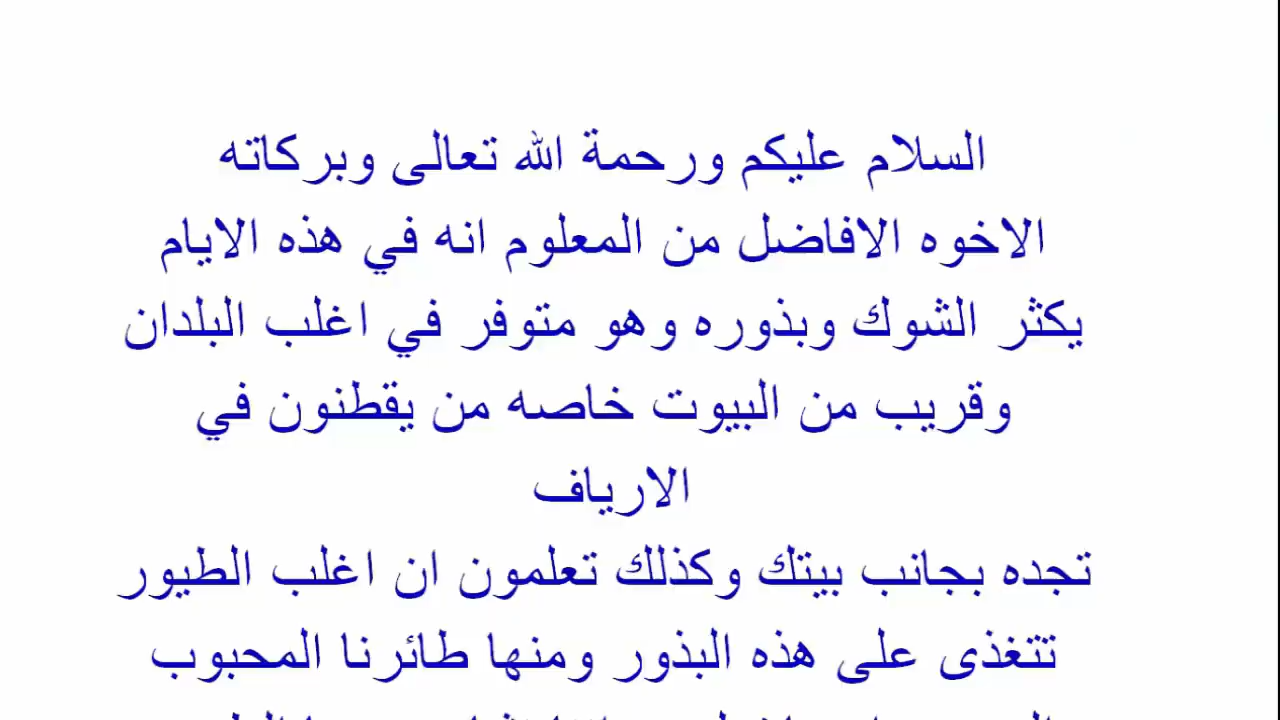 السلام عليكم ورحمة الله تعالى وبركاته
الاخوه الافاضل من المعلوم انه في هذه الايام
يكثر الشوك وبذوره وهو متوفر في اغلب البلدان
وقريب من البيوت خاصه من يقطنون في
الارياف
تجده بجانب بيتك وكذلك تعلمون ان اغلب الطيور
تتغذى على هذه البذور ومنها طائرنا المحبوب